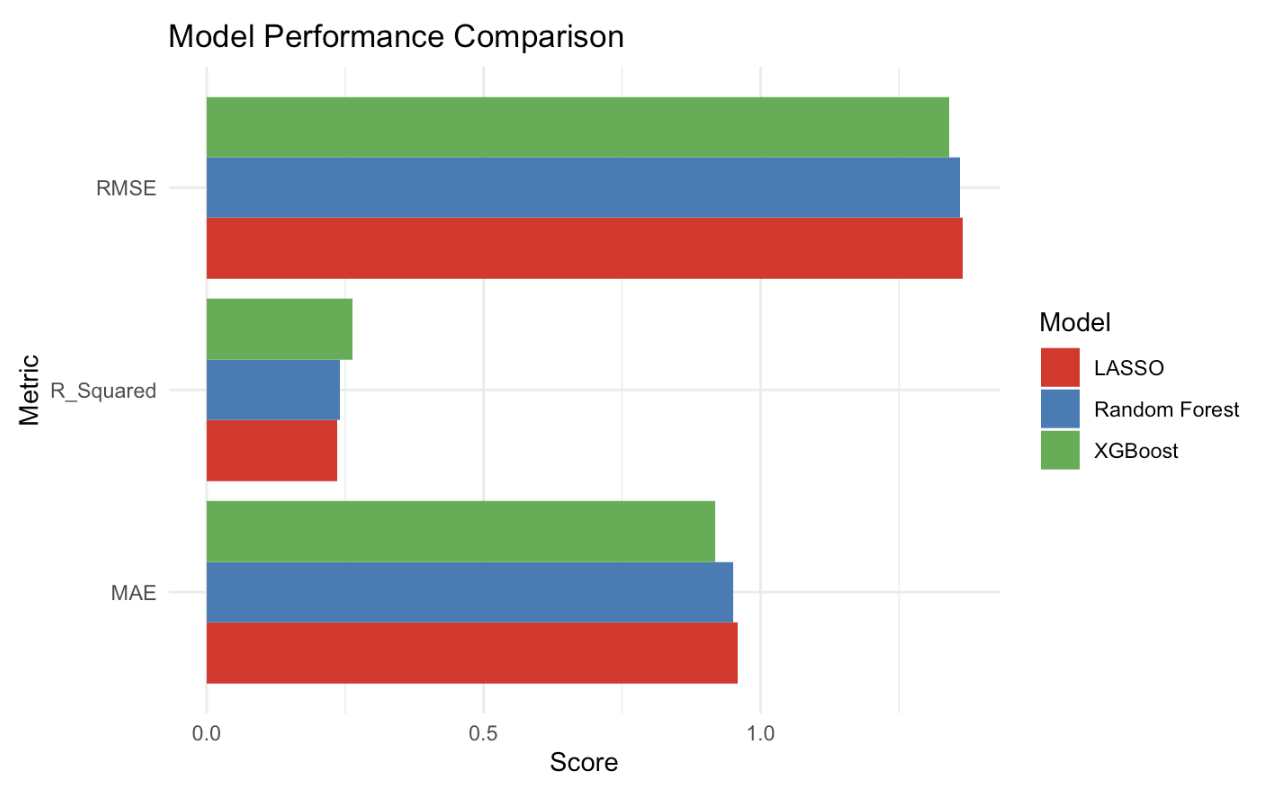 Model Performance Comparison
RMSE
R_Squared
MAE
Metric
0.0
0.5
1.0
Score
Model
LASSO
Random Forest
XGBoost